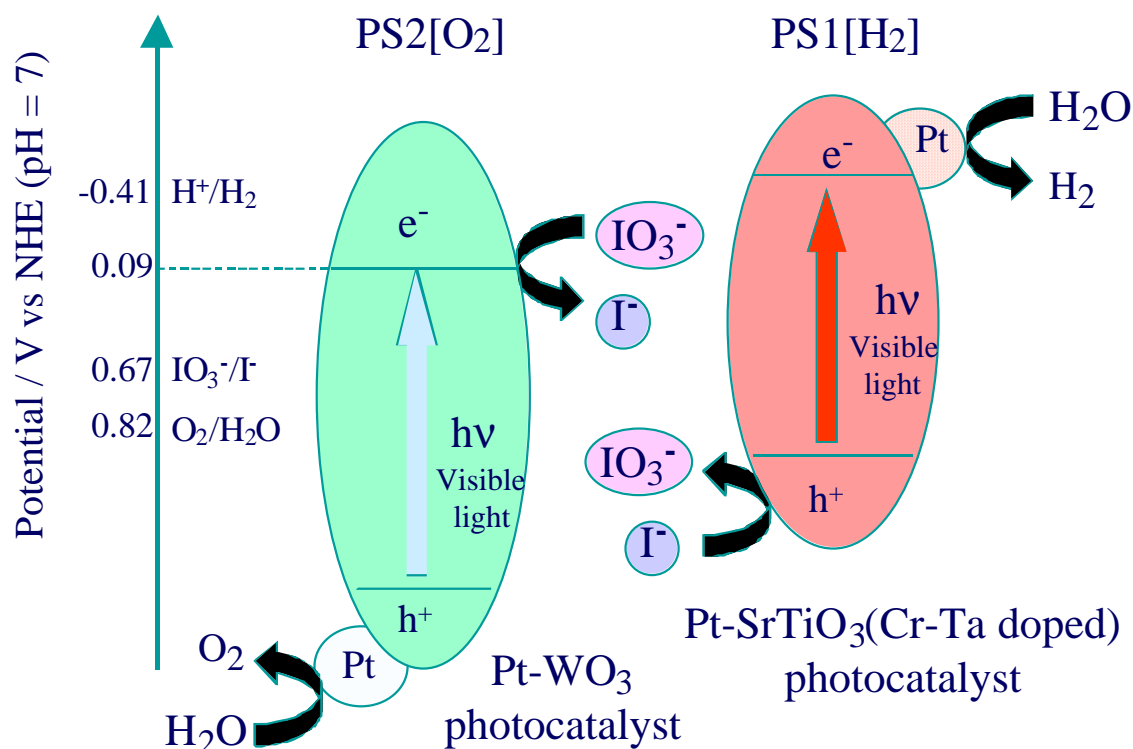 Potential / V vs NHE (pH = 7)
PS2[O₂]
PS1[H₂]
-0.41 H⁺/H₂
0.09
0.67 IO₃⁻/I⁻
0.82 O₂/H₂O
e⁻
hν
Visible
light
h⁺
Pt
O₂
H₂O
Pt-WO₃
photocatalyst
IO₃⁻
I⁻
IO₃⁻
I⁻
e⁻
Pt
H₂O
H₂
hν
Visible
light
h⁺
Pt-SrTiO₃(Cr-Ta doped)
photocatalyst